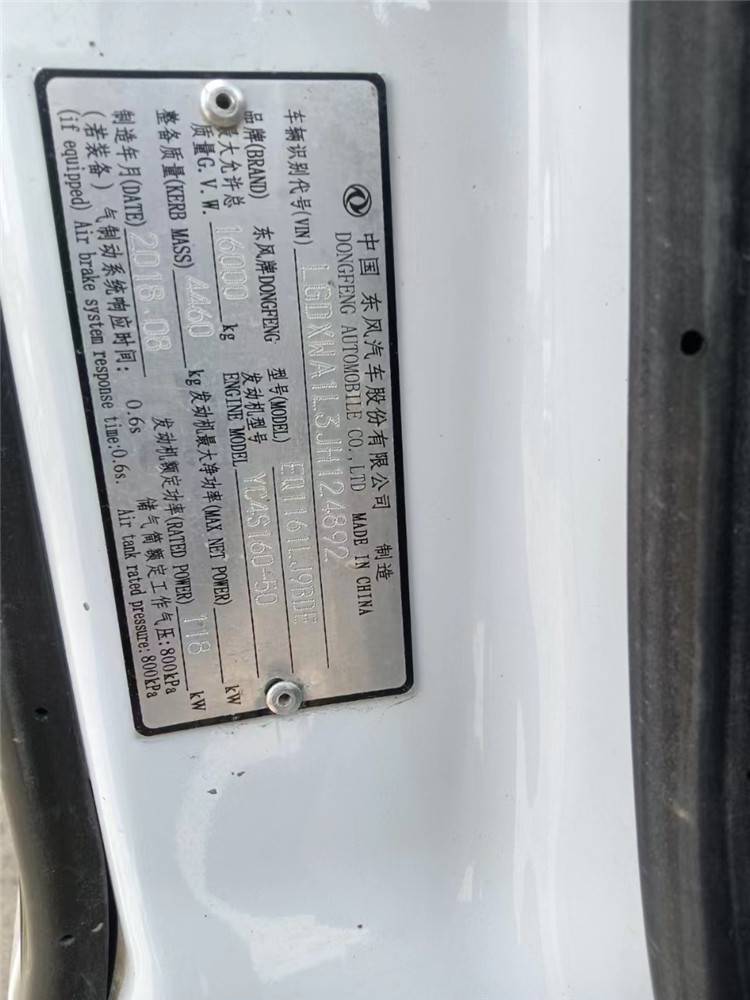 中国 东风汽车股份有限公司 制造
DONGFENG AUTOMOBILE CO.,LTD MADE IN CHINA
车辆识别代号(VIN) LGDXWA1L3JH124892
品牌(BRAND) 东风牌DONGFENG 型号(MODEL) EQ1161LJ9BDE
最大允许总质量G.V.W. 16000 kg 发动机型号 ENGINE MODEL YC4S160-50
整备质量(KERB MASS) 4460 kg 发动机最大净功率(MAX NET POWER) kW
制造年月(DATE) 2018.08 发动机额定功率(RATED POWER) 118 kW
(若装备) 气制动系统响应时间: 0.6s 储气筒额定工作气压:800kPa
(if equipped) Air brake system response time:0.6s. Air tank rated pressure:800kPa